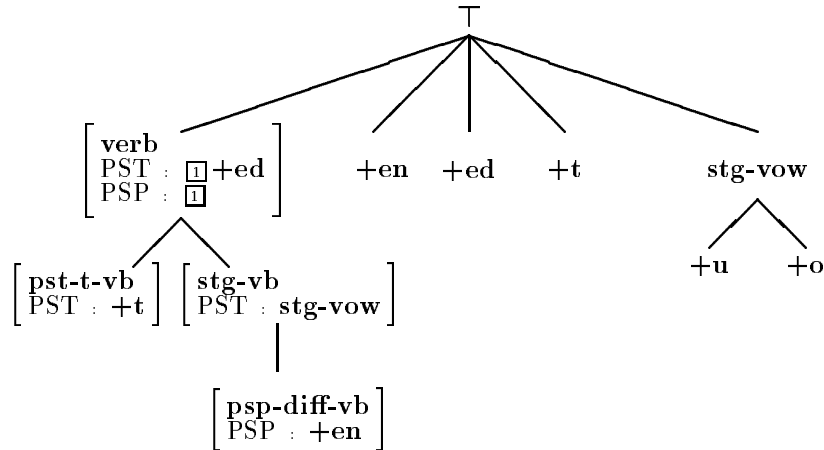 ⊤
verb
PST : 1 +ed
PSP : 1
+en +ed +t stg-vow
+u +o
pst-t-vb
PST : +t
stg-vb
PST : stg-vow
psp-diff-vb
PSP : +en